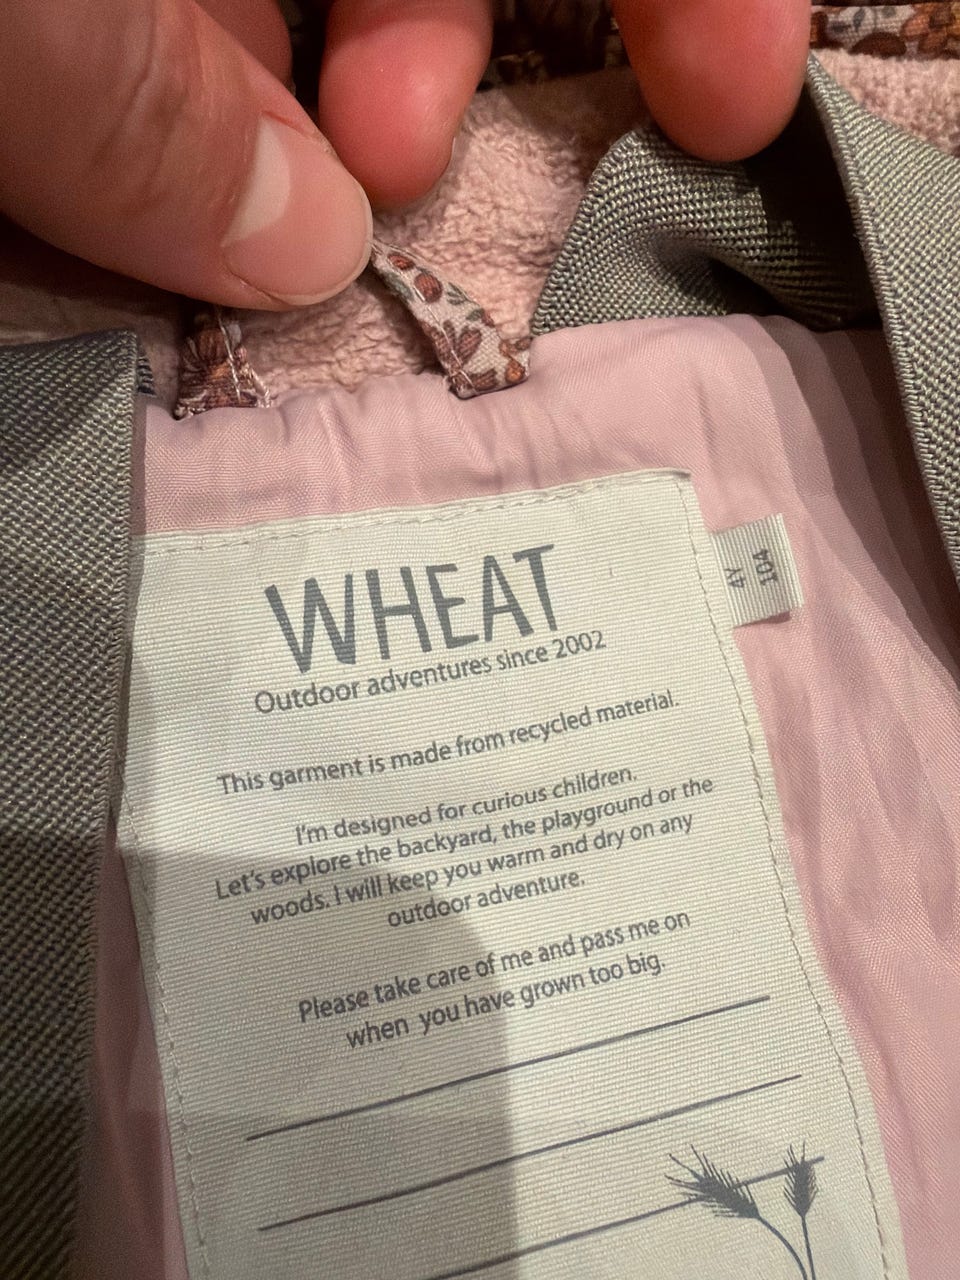 WHEAT
Outdoor adventures since 2002
This garment is made from recycled material.
I'm designed for curious children.
Let's explore the backyard, the playground or the
woods. I will keep you warm and dry on any
outdoor adventure.
Please take care of me and pass me on
when you have grown too big
4Y
104